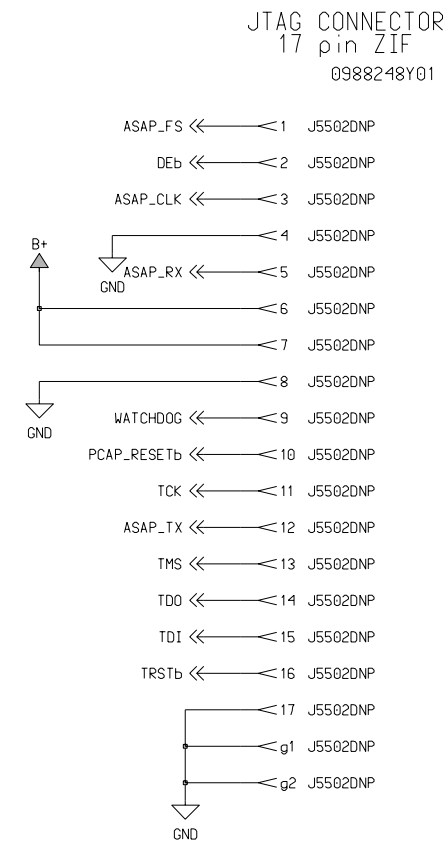 JTAG CONNECTOR
17 pin ZIF
0988248Y01
ASAP_FS 1 J5502DNP
DEb 2 J5502DNP
ASAP_CLK 3 J5502DNP
4 J5502DNP
B+
ASAP_RX 5 J5502DNP
GND
6 J5502DNP
7 J5502DNP
8 J5502DNP
WATCHDOG 9 J5502DNP
GND
PCAP_RESETb 10 J5502DNP
TCK 11 J5502DNP
ASAP_TX 12 J5502DNP
TMS 13 J5502DNP
TDO 14 J5502DNP
TDI 15 J5502DNP
TRSTb 16 J5502DNP
17 J5502DNP
g1 J5502DNP
g2 J5502DNP
GND